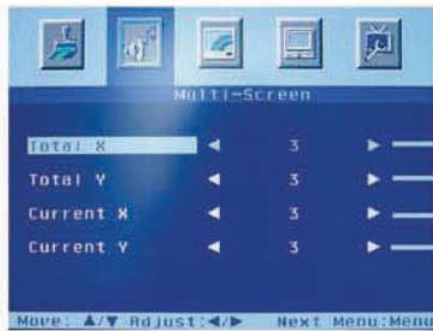 Multi-Screen
Total X ◀ 3 ▶
Total Y ◀ 3 ▶
Current X ◀ 3 ▶
Current Y ◀ 3 ▶
Move: ▲/▼ Adjust:◀/▶ Next Menu:Menu